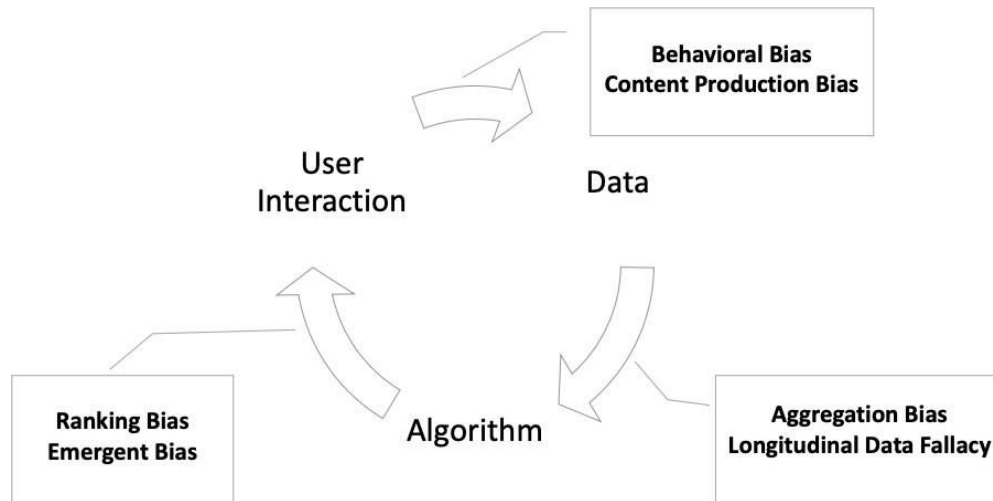 Behavioral Bias
Content Production Bias
User
Interaction
Data
Ranking Bias
Emergent Bias
Algorithm
Aggregation Bias
Longitudinal Data Fallacy